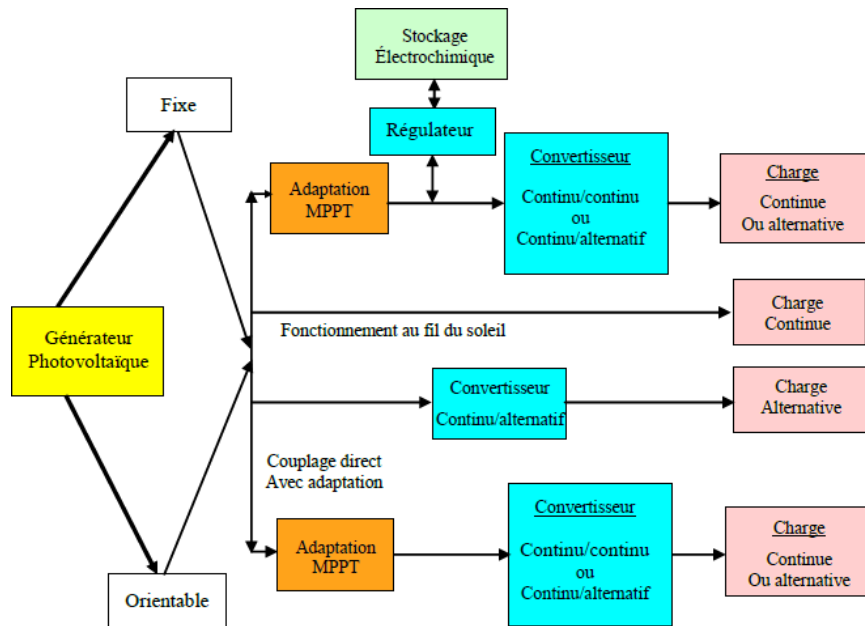 Stockage
Électrochimique
Fixe
Régulateur
Convertisseur
Continu/continu
ou
Continu/alternatif
Adaptation
MPPT
Charge
Continue
Ou alternative
Générateur
Photovoltaïque
Fonctionnement au fil du soleil
Charge
Continue
Convertisseur
Continu/alternatif
Charge
Alternative
Couplage direct
Avec adaptation
Adaptation
MPPT
Convertisseur
Continu/continu
ou
Continu/alternatif
Charge
Continue
Ou alternative
Orientable